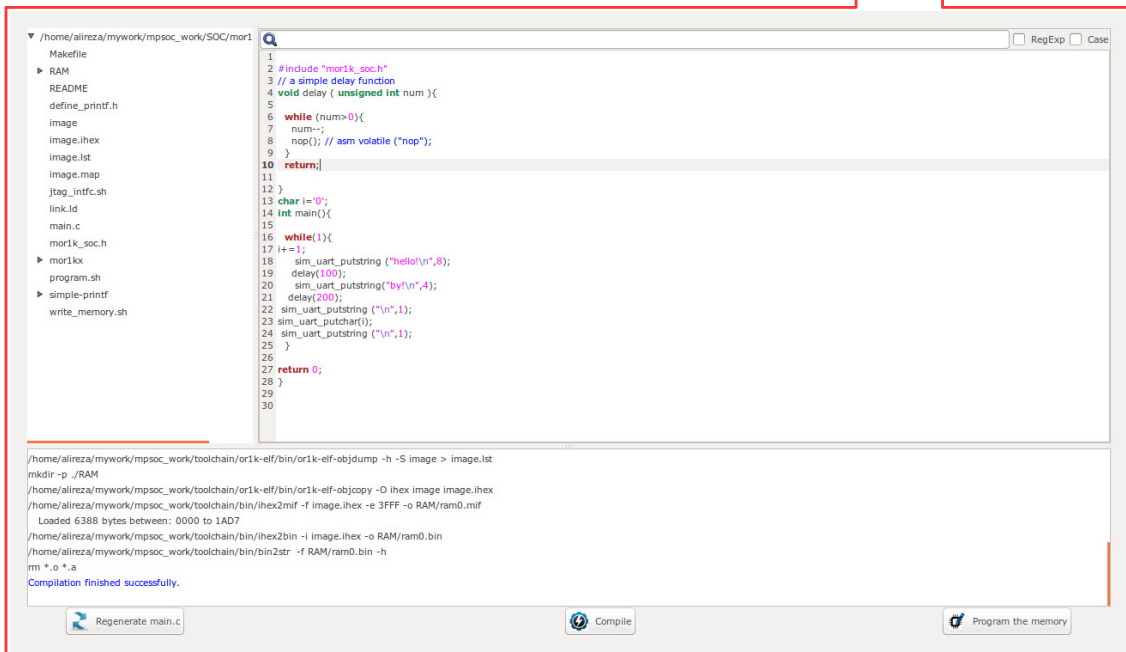 /home/alireza/mywork/mpsoc_work/SOC/mor1
Makefile
RAM
README
define_printf.h
image
image.ihex
image.lst
image.map
jtag_intfc.sh
link.ld
main.c
mor1k_soc.h
mor1kx
program.sh
simple-printf
write_memory.sh
RegExp Case
1
2 #include "mor1k_soc.h"
3 // a simple delay function
4 void delay ( unsigned int num ){
5
6 while (num>0){
7 num--;
8 nop(); // asm volatile ("nop");
9 }
10 return;
11
12 }
13 char i='0';
14 int main(){
15
16 while(1){
17 i+=1;
18 sim_uart_putstring ("hello!\n",8);
19 delay(100);
20 sim_uart_putstring("by!\n",4);
21 delay(200);
22 sim_uart_putstring ("\n",1);
23 sim_uart_putchar(i);
24 sim_uart_putstring ("\n",1);
25 }
26
27 return 0;
28 }
29
30
/home/alireza/mywork/mpsoc_work/toolchain/or1k-elf/bin/or1k-elf-objdump -h -S image > image.lst
mkdir -p ./RAM
/home/alireza/mywork/mpsoc_work/toolchain/or1k-elf/bin/or1k-elf-objcopy -O ihex image image.ihex
/home/alireza/mywork/mpsoc_work/toolchain/bin/ihex2mif -f image.ihex -e 3FFF -o RAM/ram0.mif
Loaded 6388 bytes between: 0000 to 1AD7
/home/alireza/mywork/mpsoc_work/toolchain/bin/ihex2bin -i image.ihex -o RAM/ram0.bin
/home/alireza/mywork/mpsoc_work/toolchain/bin/bin2str -f RAM/ram0.bin -h
rm *.o *.a
Compilation finished successfully.
Regenerate main.c
Compile
Program the memory